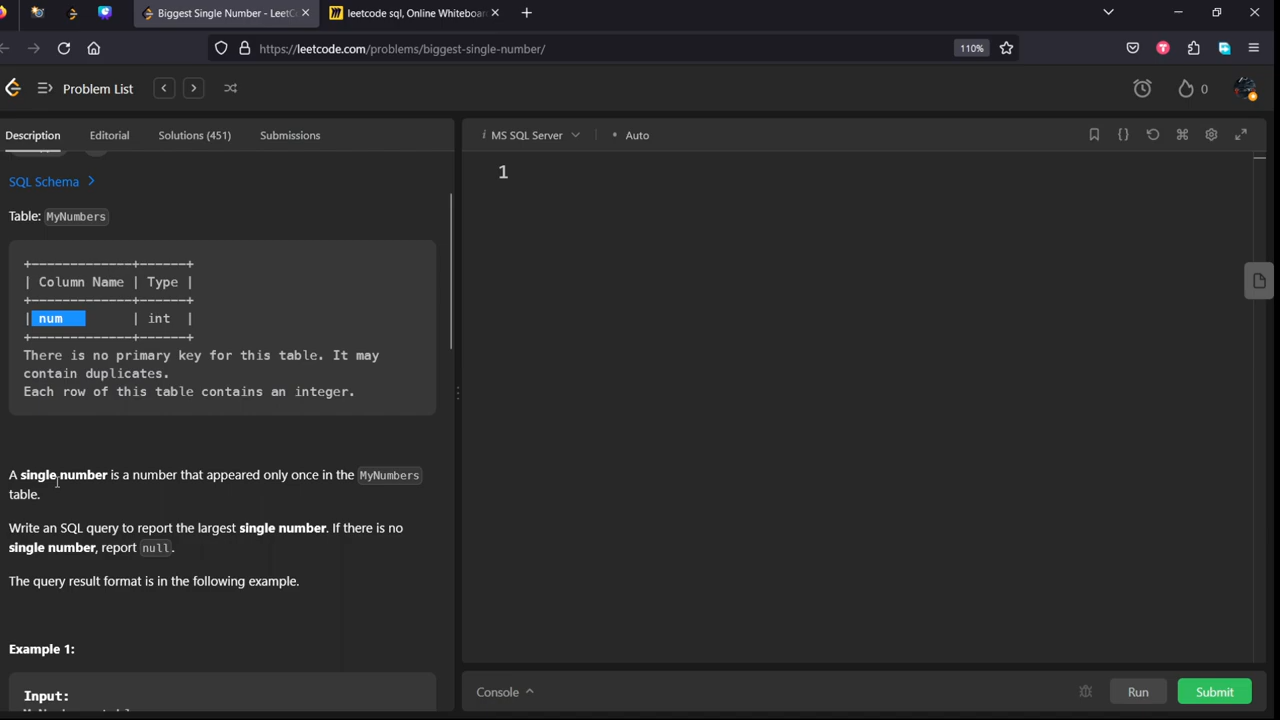 Biggest Single Number - LeetC
leetcode sql, Online Whiteboard
https://leetcode.com/problems/biggest-single-number/
110%
Problem List
0
Description
Editorial
Solutions (451)
Submissions
MS SQL Server
Auto
SQL Schema
Table: MyNumbers
+-------------+------+
| Column Name | Type |
+-------------+------+
| num | int |
+-------------+------+
There is no primary key for this table. It may
contain duplicates.
Each row of this table contains an integer.
A single number is a number that appeared only once in the MyNumbers
table.
Write an SQL query to report the largest single number. If there is no
single number, report null.
The query result format is in the following example.
Example 1:
Input:
1
Console
Run
Submit